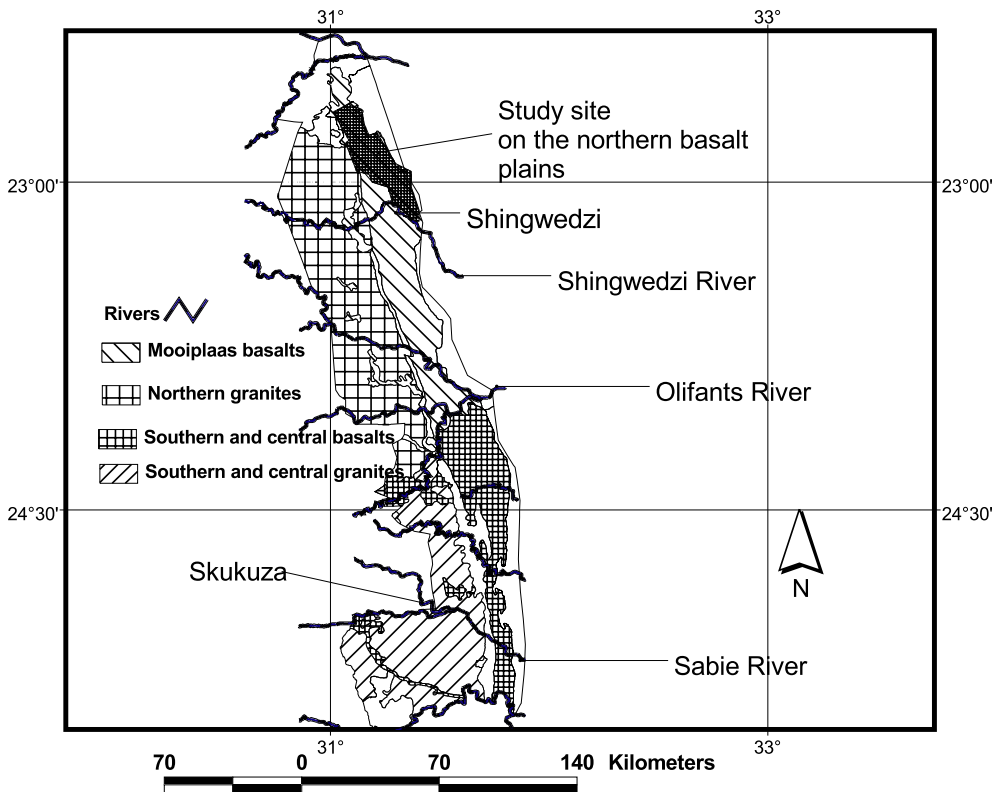 31°
33°
Study site
on the northern basalt
plains
23°00'
23°00'
Shingwedzi
Shingwedzi River
Rivers
Mooiplaas basalts
Northern granites
Olifants River
Southern and central basalts
Southern and central granites
24°30'
24°30'
Skukuza
N
Sabie River
31°
33°
70 0 70 140 Kilometers